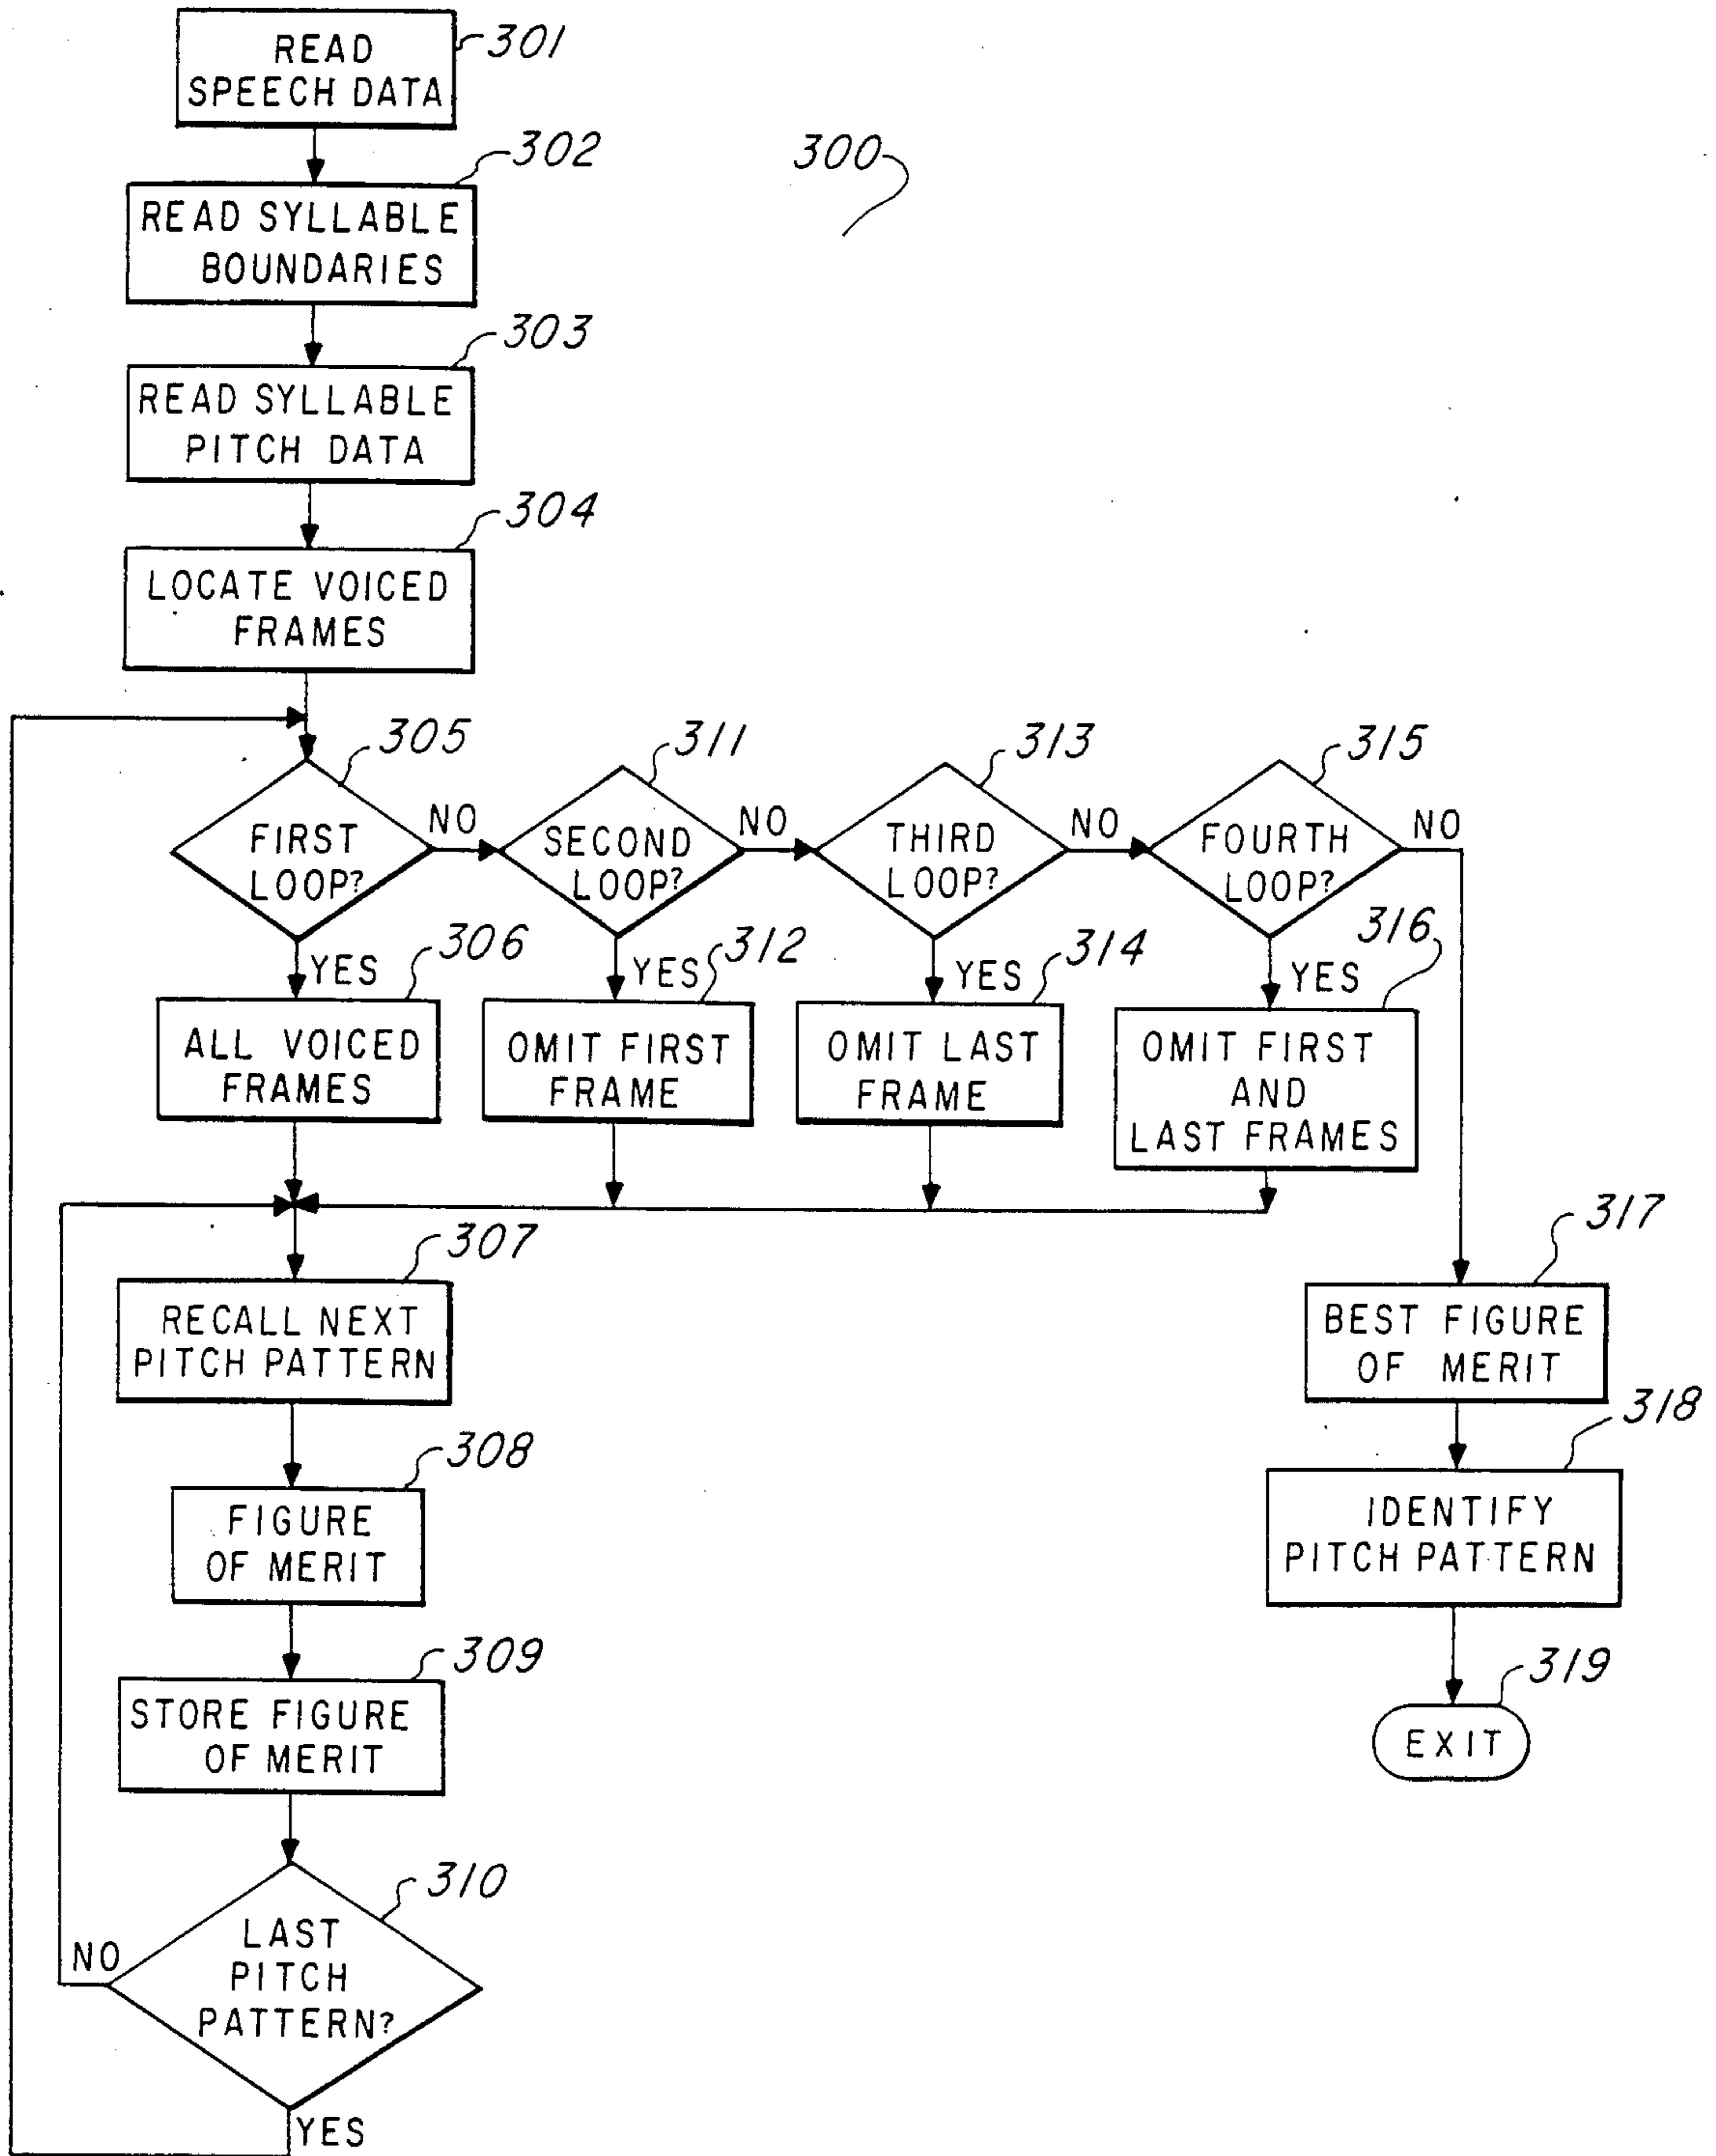 301
READ
SPEECH DATA
302
300
READ SYLLABLE
BOUNDARIES
303
READ SYLLABLE
PITCH DATA
304
LOCATE VOICED
FRAMES
305
311
313
315
FIRST
LOOP?
NO
SECOND
LOOP?
NO
THIRD
LOOP?
NO
FOURTH
LOOP?
NO
YES
306
YES
312
YES
314
YES
316
ALL VOICED
FRAMES
OMIT FIRST
FRAME
OMIT LAST
FRAME
OMIT FIRST
AND
LAST FRAMES
307
RECALL NEXT
PITCH PATTERN
317
BEST FIGURE
OF MERIT
308
FIGURE
OF MERIT
318
IDENTIFY
PITCH PATTERN
309
STORE FIGURE
OF MERIT
319
EXIT
310
LAST
PITCH
PATTERN?
NO
YES